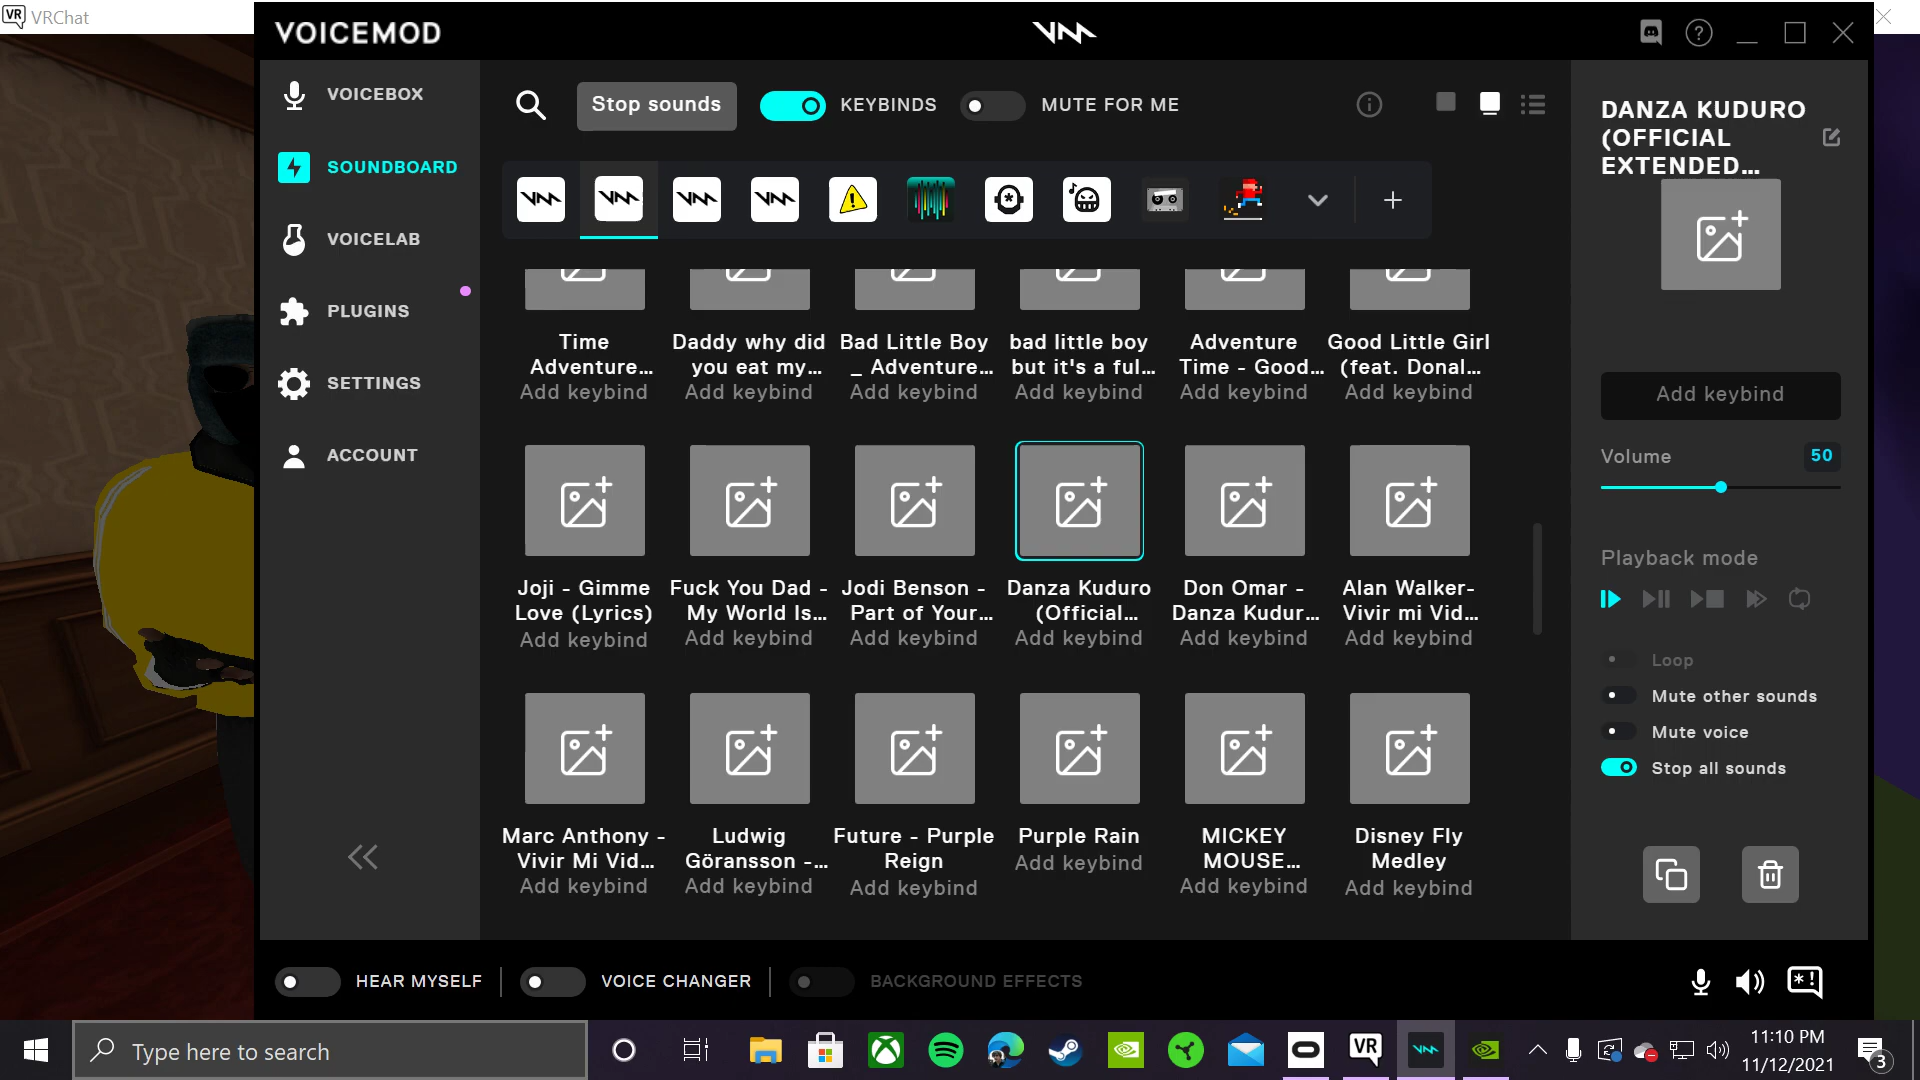 VR VRChat
VOICEMOD
VOICEBOX
SOUNDBOARD
VOICELAB
PLUGINS
SETTINGS
ACCOUNT
Stop sounds
KEYBINDS
MUTE FOR ME
Time Adventure...
Add keybind
Daddy why did you eat my...
Add keybind
Bad Little Boy _ Adventure...
Add keybind
bad little boy but it's a ful...
Add keybind
Adventure Time - Good...
Add keybind
Good Little Girl (feat. Donal...
Add keybind
Joji - Gimme Love (Lyrics)
Add keybind
Fuck You Dad - My World Is...
Add keybind
Jodi Benson - Part of Your...
Add keybind
Danza Kuduro (Official...
Add keybind
Don Omar - Danza Kudur...
Add keybind
Alan Walker- Vivir mi Vid...
Add keybind
Marc Anthony - Vivir Mi Vid...
Add keybind
Ludwig Göransson -...
Add keybind
Future - Purple Reign
Add keybind
Purple Rain
Add keybind
MICKEY MOUSE...
Add keybind
Disney Fly Medley
Add keybind
DANZA KUDURO
(OFFICIAL
EXTENDED...
Add keybind
Volume 50
Playback mode
Loop
Mute other sounds
Mute voice
Stop all sounds
HEAR MYSELF
VOICE CHANGER
BACKGROUND EFFECTS
Type here to search
VR
11:10 PM
11/12/2021
3